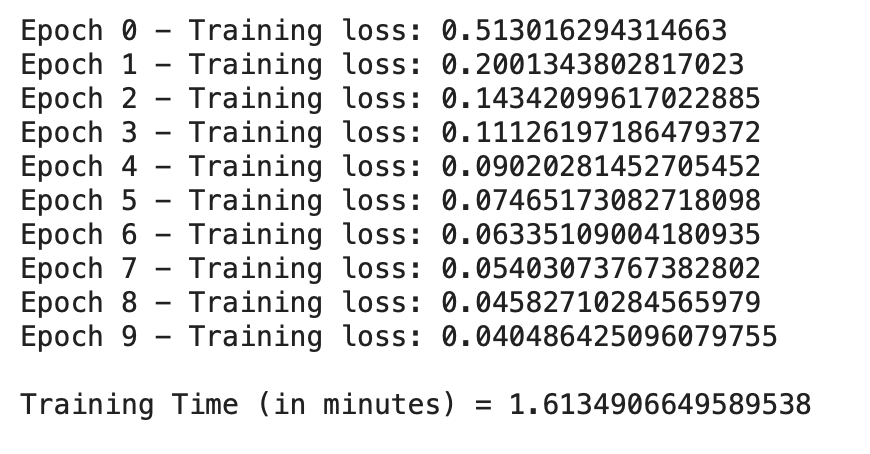 Epoch 0 – Training loss: 0.513016294314663
Epoch 1 – Training loss: 0.2001343802817023
Epoch 2 – Training loss: 0.14342099617022885
Epoch 3 – Training loss: 0.11126197186479372
Epoch 4 – Training loss: 0.09020281452705452
Epoch 5 – Training loss: 0.07465173082718098
Epoch 6 – Training loss: 0.06335109004180935
Epoch 7 – Training loss: 0.05403073767382802
Epoch 8 – Training loss: 0.04582710284565979
Epoch 9 – Training loss: 0.040486425096079755
Training Time (in minutes) = 1.6134906649589538